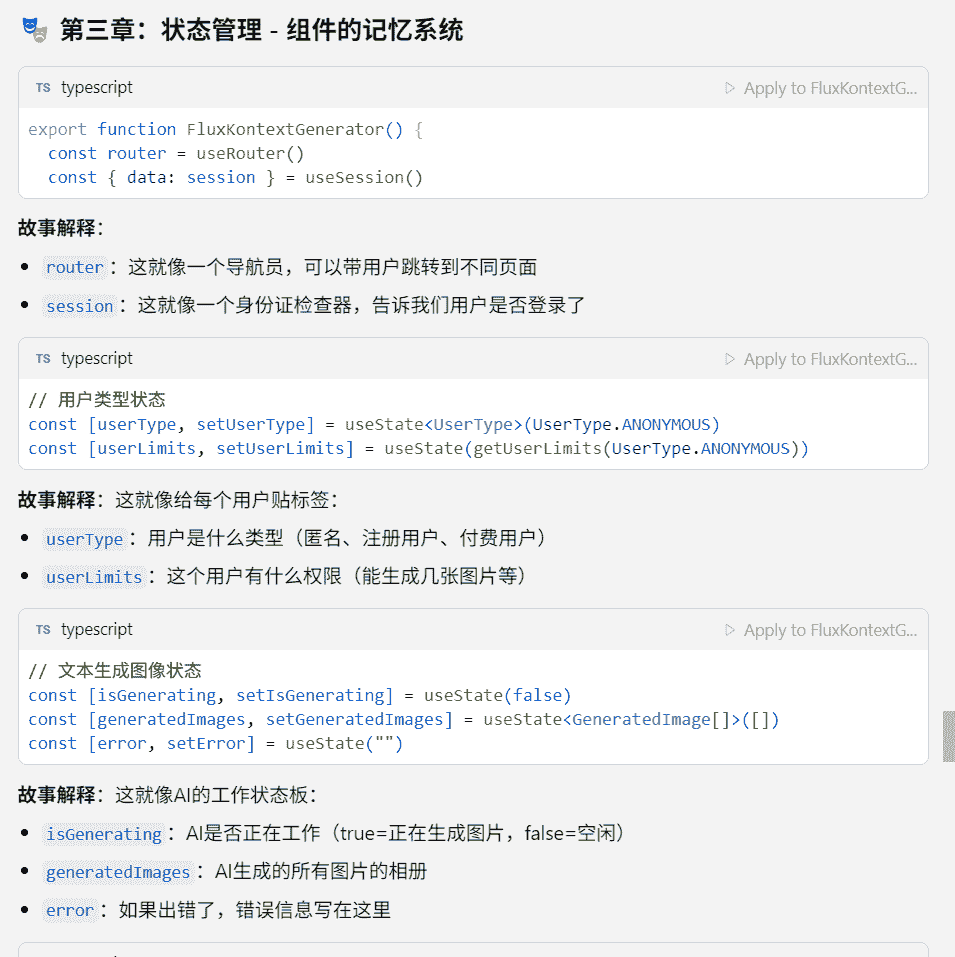 第三章：状态管理 - 组件的记忆系统
TS typescript
Apply to FluxKontextG...
export function FluxKontextGenerator() {
const router = useRouter()
const { data: session } = useSession()
故事解释：
router：这就像一个导航员，可以带用户跳转到不同页面
session：这就像一个身份证检查器，告诉我们用户是否登录了
TS typescript
Apply to FluxKontextG...
// 用户类型状态
const [userType, setUserType] = useState<UserType>(UserType.ANONYMOUS)
const [userLimits, setUserLimits] = useState(getUserLimits(UserType.ANONYMOUS))
故事解释：这就像给每个用户贴标签：
userType：用户是什么类型（匿名、注册用户、付费用户）
userLimits：这个用户有什么权限（能生成几张图片等）
TS typescript
Apply to FluxKontextG...
// 文本生成图像状态
const [isGenerating, setIsGenerating] = useState(false)
const [generatedImages, setGeneratedImages] = useState<GeneratedImage[]>([])
const [error, setError] = useState("")
故事解释：这就像AI的工作状态板：
isGenerating：AI是否正在工作（true=正在生成图片，false=空闲）
generatedImages：AI生成的所有图片的相册
error：如果出错了，错误信息写在这里